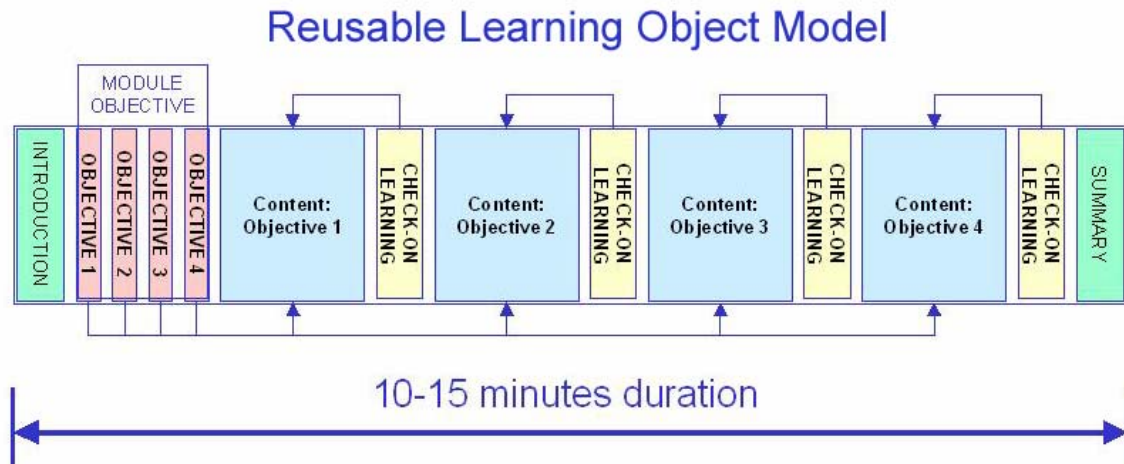 Reusable Learning Object Model
MODULE
OBJECTIVE
INTRODUCTION
OBJECTIVE 1
OBJECTIVE 2
OBJECTIVE 3
OBJECTIVE 4
Content:
Objective 1
CHECK-ON
LEARNING
Content:
Objective 2
CHECK-ON
LEARNING
Content:
Objective 3
CHECK-ON
LEARNING
Content:
Objective 4
CHECK-ON
LEARNING
SUMMARY
10-15 minutes duration